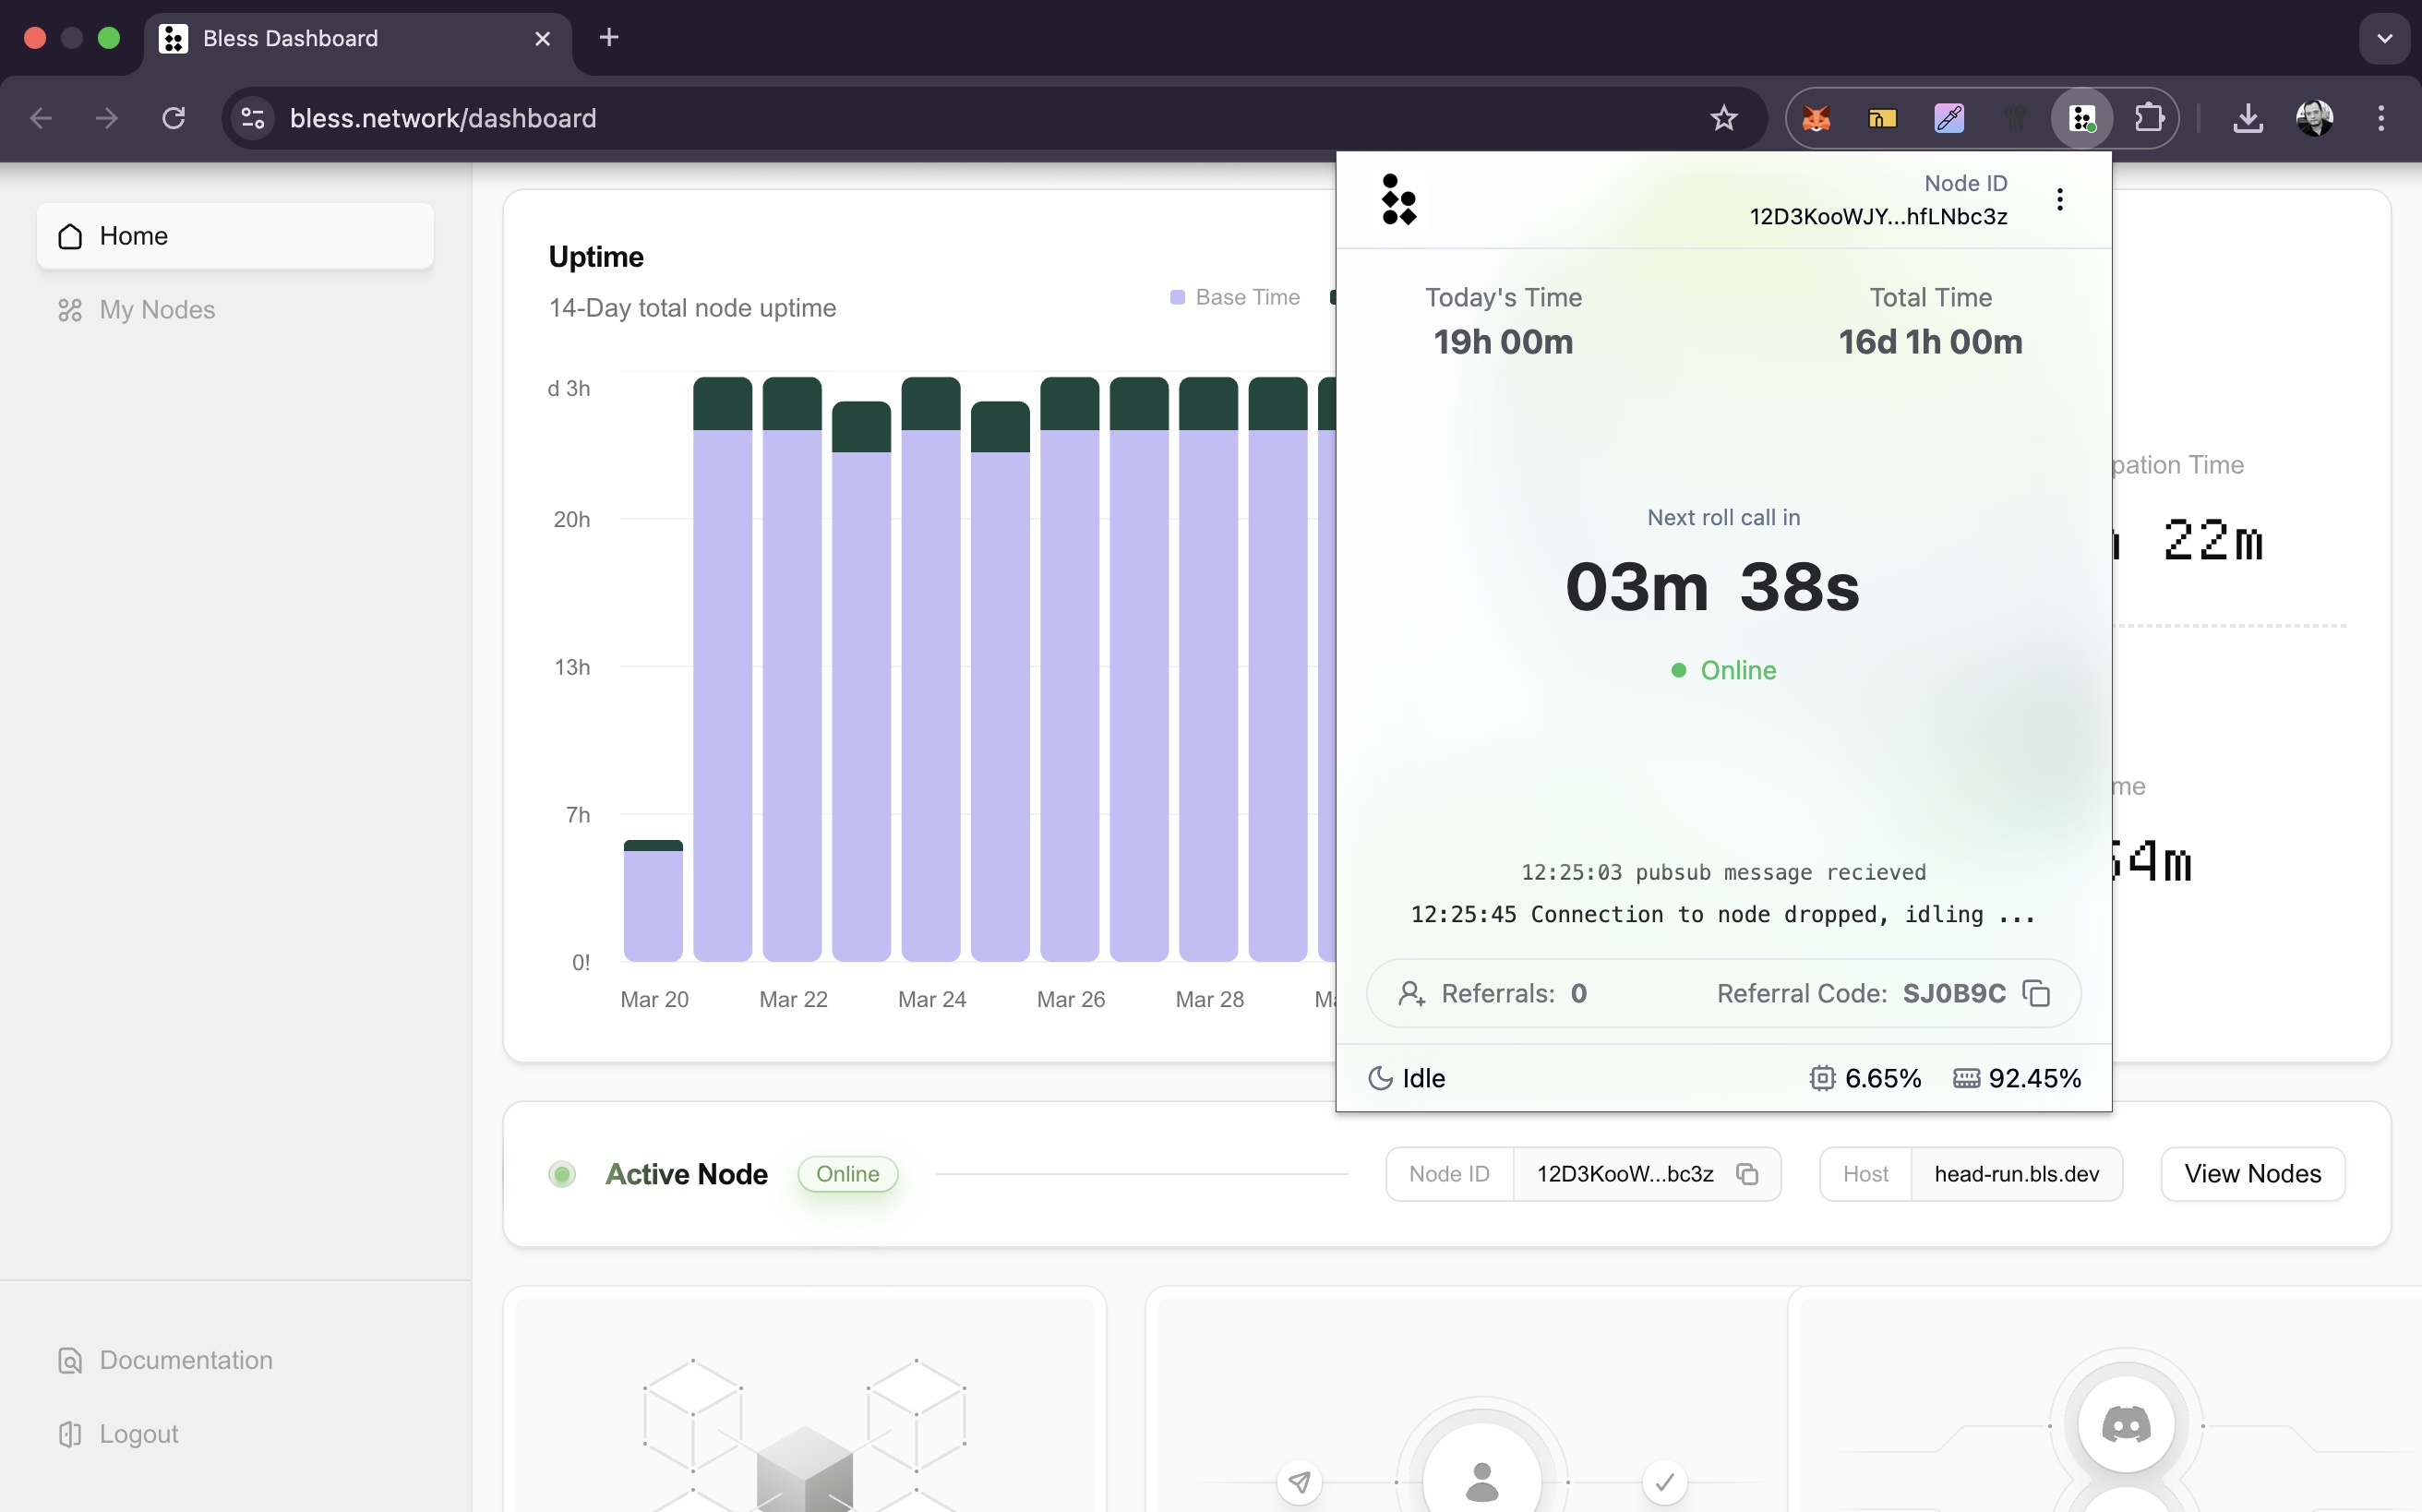 Bless Dashboard
bless.network/dashboard
Home
My Nodes
Documentation
Logout
Uptime
14-Day total node uptime
Base Time
d 3h
20h
13h
7h
0!
Mar 20
Mar 22
Mar 24
Mar 26
Mar 28
Node ID
12D3KooWJY...hfLNbc3z
Today's Time
19h 00m
Total Time
16d 1h 00m
Next roll call in
03m 38s
Online
12:25:03 pubsub message recieved
12:25:45 Connection to node dropped, idling ...
Referrals: 0
Referral Code: SJ0B9C
Idle
6.65%
92.45%
pation Time
22m
me
54m
Active Node
Online
Node ID
12D3KooW...bc3z
Host
head-run.bls.dev
View Nodes